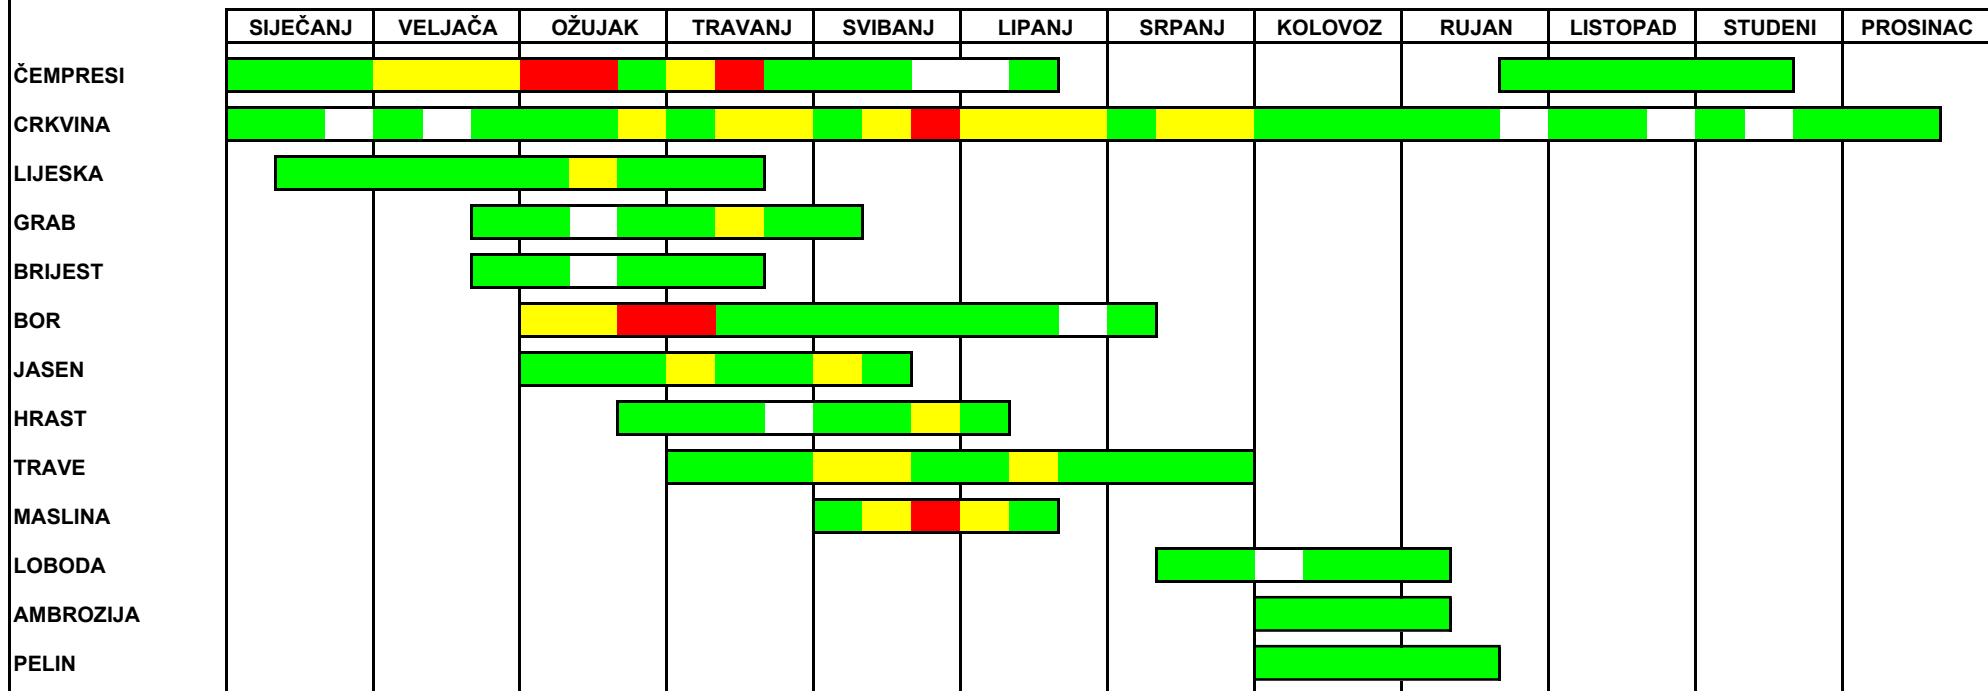 SIJEČANJ VELJAČA OŽUJAK TRAVANJ SVIBANJ LIPANJ SRPANJ KOLOVOZ RUJAN LISTOPAD STUDENI PROSINAC
ČEMPRESI
CRKVINA
LIJESKA
GRAB
BRIJEST
BOR
JASEN
HRAST
TRAVE
MASLINA
LOBODA
AMBROZIJA
PELIN